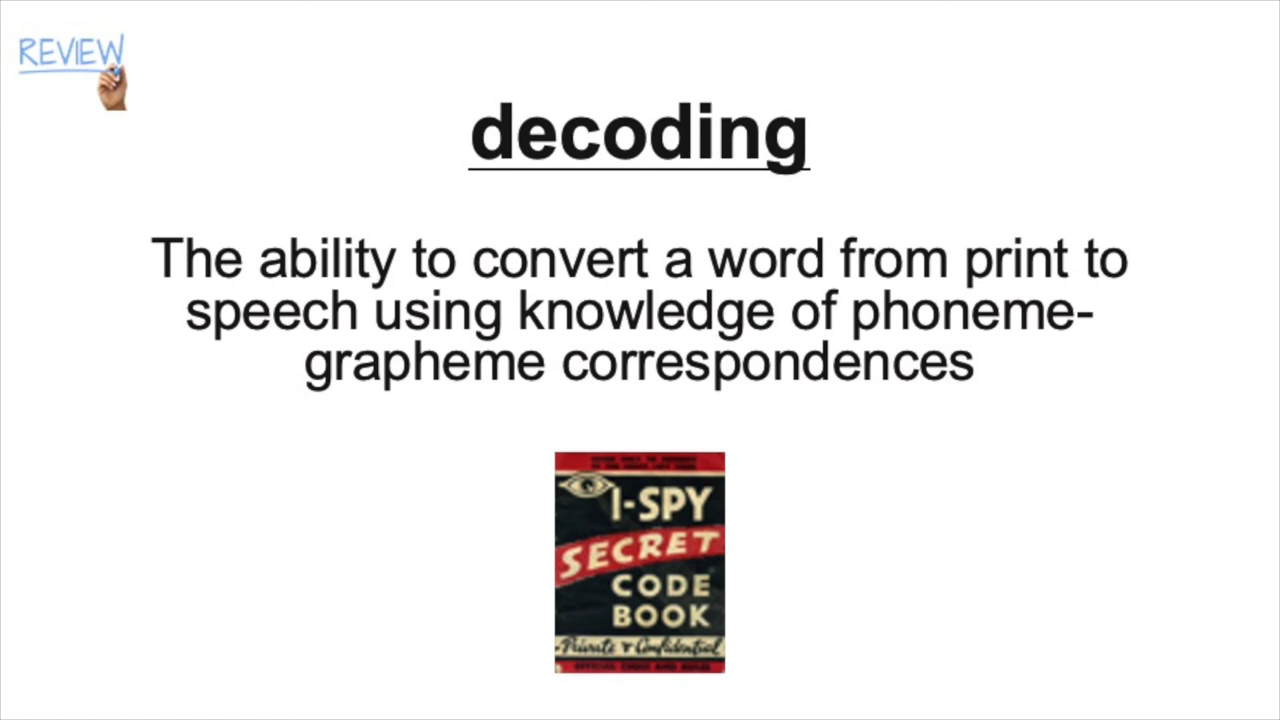 REVIEW
decoding
The ability to convert a word from print to
speech using knowledge of phoneme-
grapheme correspondences
I-SPY
SECRET
CODE
BOOK
Private & Confidential